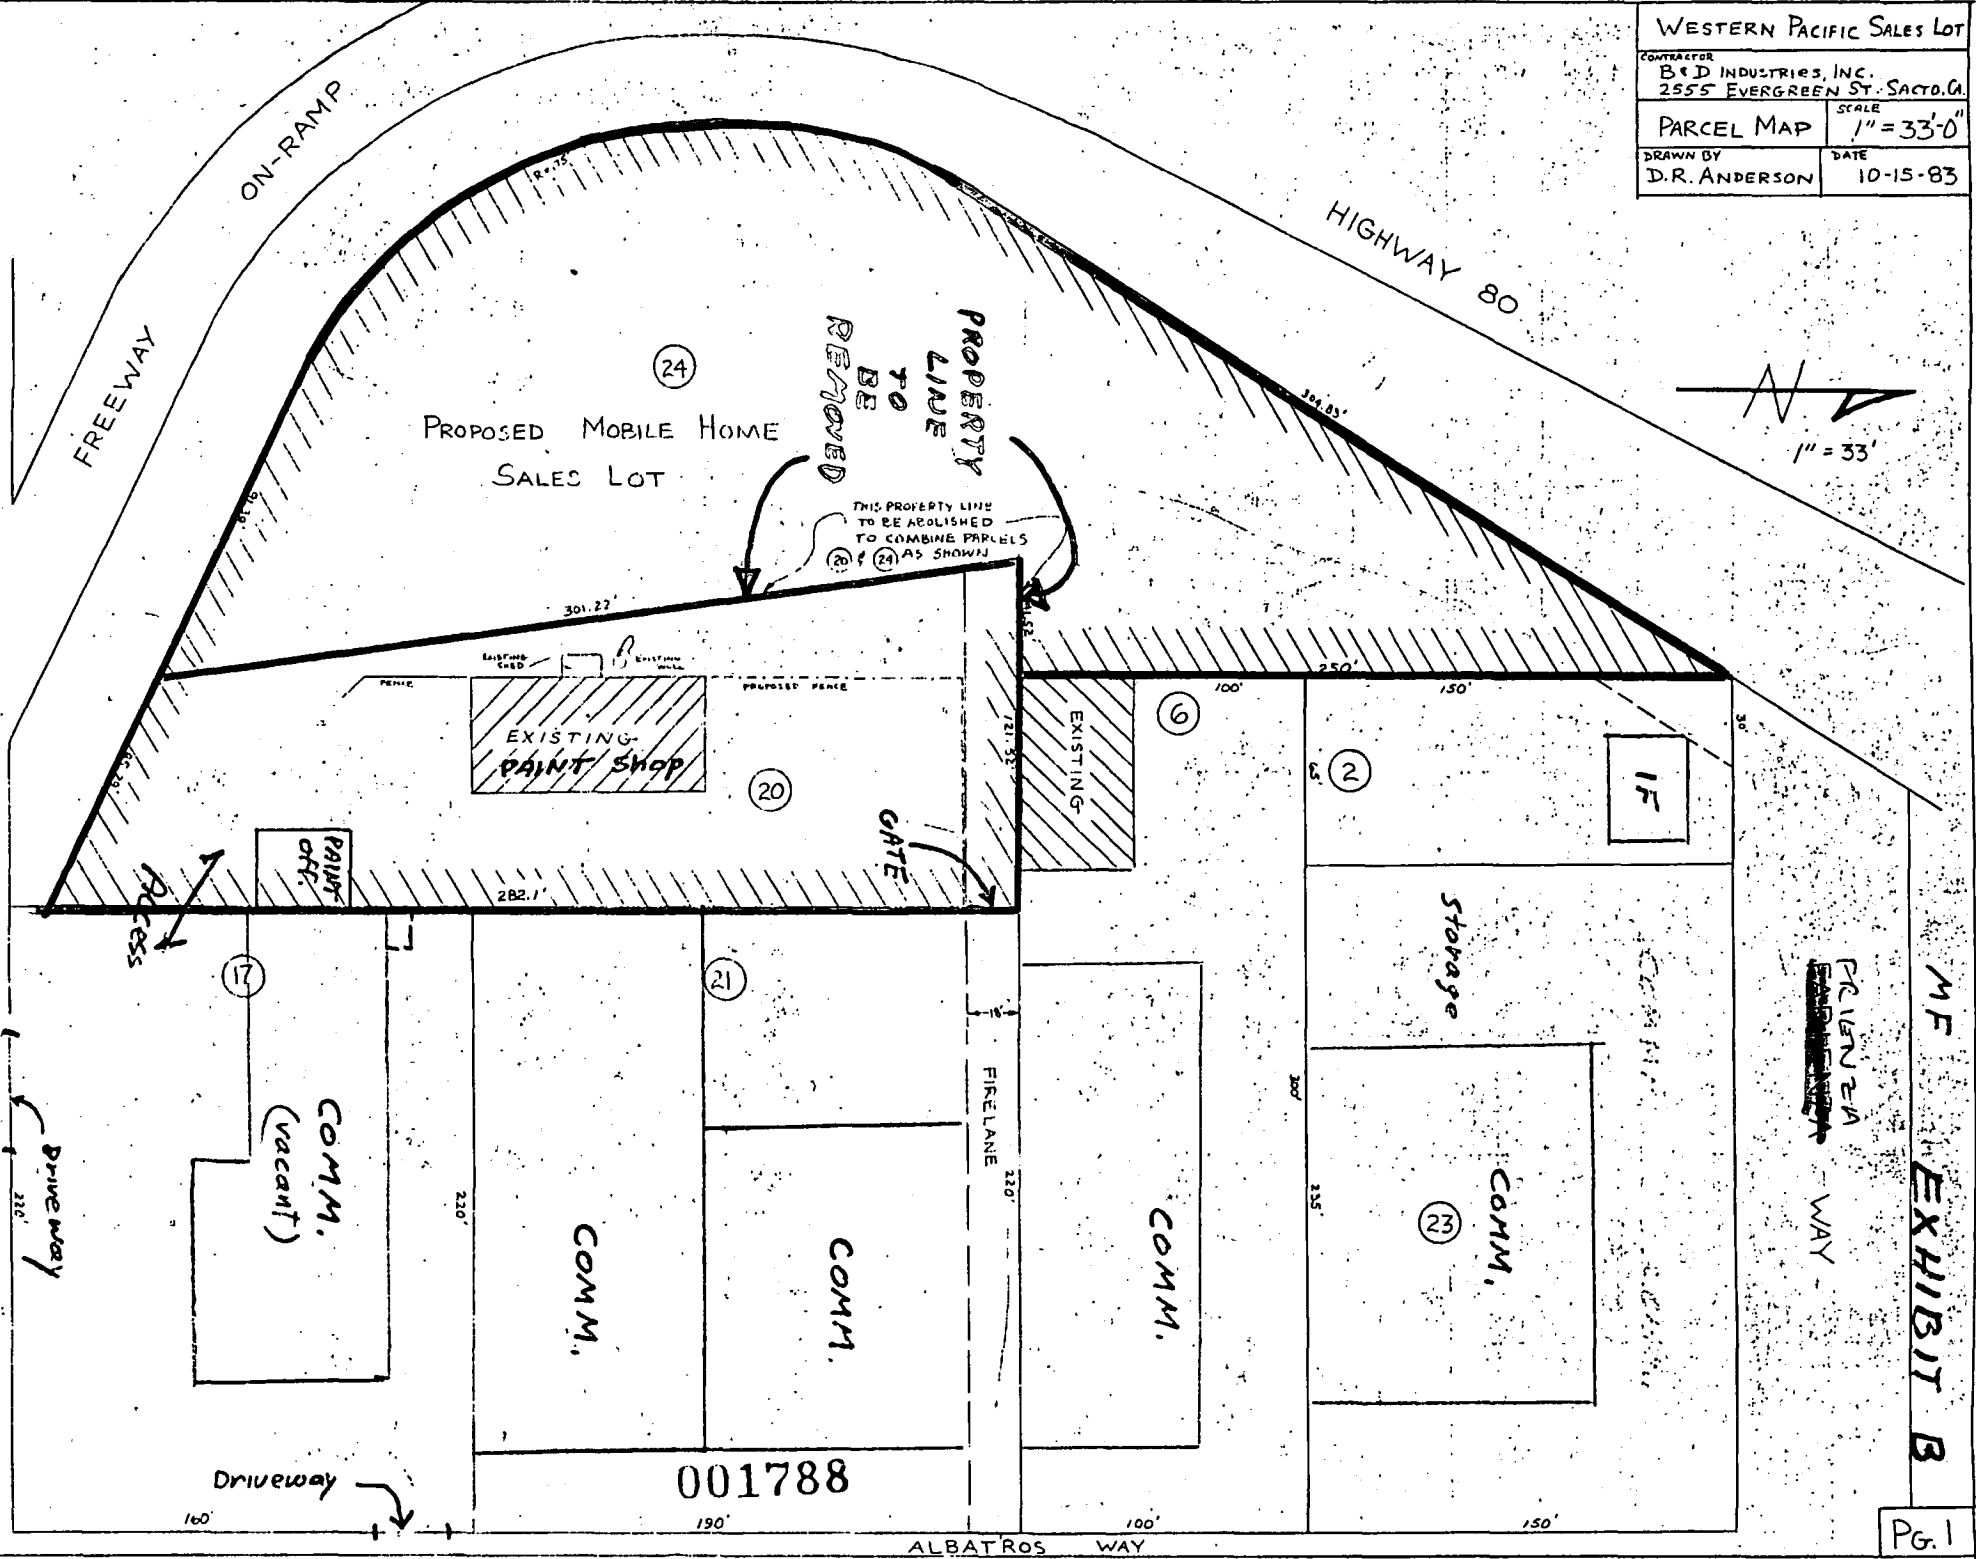 WESTERN PACIFIC SALES LOT
CONTRACTOR
B&D INDUSTRIES, INC.
2555 EVERGREEN ST. SACTO. CA.
PARCEL MAP
SCALE
1" = 33'-0"
DRAWN BY
D.R. ANDERSON
DATE
10-15-83
ON-RAMP
FREEWAY
HIGHWAY 80
N
1" = 33'
R=.75'
304.83'
24
PROPOSED MOBILE HOME
SALES LOT
PROPERTY
LINE
TO
BE
REMOVED
THIS PROPERTY LINE
TO BE ABOLISHED
TO COMBINE PARCELS
20 & 24 AS SHOWN
301.22'
EXISTING
SHED
EXISTING
WELL
FENCE
PROPOSED FENCE
250'
100'
150'
30'
EXISTING
PAINT SHOP
20
121.52
EXISTING
6
2
65'
1F
GATE
PAINT
OFF.
Access
282.1'
17
21
18'
FIRELANE
220'
Storage
300'
235'
COMM.
(vacant)
220'
COMM.
COMM.
COMM.
23
COMM.
Driveway
220'
Driveway
PRIENZA
WAY
MF
EXHIBIT B
001788
160'
190'
100'
150'
ALBATROS WAY
PG. 1